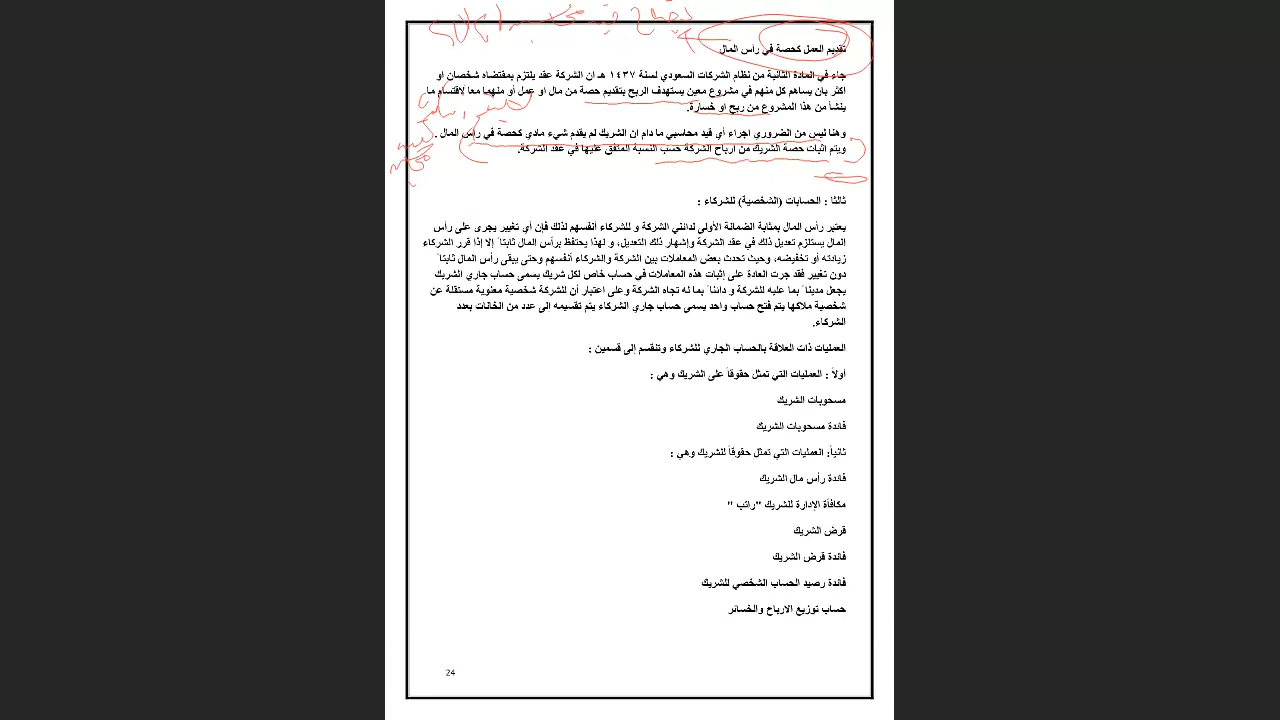 تقديم العمل كحصة في رأس المال
جاء في المادة الثانية من نظام الشركات السعودي لسنة ١٤٣٧ هـ ان الشركة عقد يلتزم بمقتضاه شخصان او
اكثر بان يساهم كل منهم في مشروع معين يستهدف الربح بتقديم حصة من مال او عمل أو منهما معا لاقتسام ما
ينشأ من هذا المشروع من ربح او خسارة.
وهنا ليس من الضروري اجراء أي قيد محاسبي ما دام ان الشريك لم يقدم شيء مادي كحصة في رأس المال .
ويتم اثبات حصة الشريك من ارباح الشركة حسب النسبة المتفق عليها في عقد الشركة.
ثالثا : الحسابات (الشخصية) للشركاء :
يعتبر رأس المال بمثابة الضمانة الأولى لدائني الشركة و للشركاء أنفسهم لذلك فإن أي تغيير يجرى على رأس
المال يستلزم تعديل ذلك في عقد الشركة وإشهار ذلك التعديل، و لهذا يحتفظ برأس المال ثابتا ً إلا إذا قرر الشركاء
زيادته أو تخفيضه، وحيث تحدث بعض المعاملات بين الشركة والشركاء أنفسهم وحتى يبقى رأس المال ثابتا ً
دون تغيير فقد جرت العادة على إثبات هذه المعاملات في حساب خاص لكل شريك يسمى حساب جاري الشريك
يجعل مدينا ً بما عليه للشركة و دائنا ً بما له تجاه الشركة وعلى اعتبار أن للشركة شخصية معنوية مستقلة عن
شخصية ملاكها يتم فتح حساب واحد يسمى حساب جاري الشركاء يتم تقسيمه إلى عدد من الخانات بعدد
الشركاء.
العمليات ذات العلاقة بالحساب الجاري للشركاء وتنقسم إلى قسمين :
أولاً : العمليات التي تمثل حقوقاً على الشريك وهي :
مسحوبات الشريك
فائدة مسحوبات الشريك
ثانياً: العمليات التي تمثل حقوقاً للشريك وهي :
فائدة رأس مال الشريك
مكافأة الإدارة للشريك "راتب "
قرض الشريك
فائدة قرض الشريك
فائدة رصيد الحساب الشخصي للشريك
حساب توزيع الارباح والخسائر
24